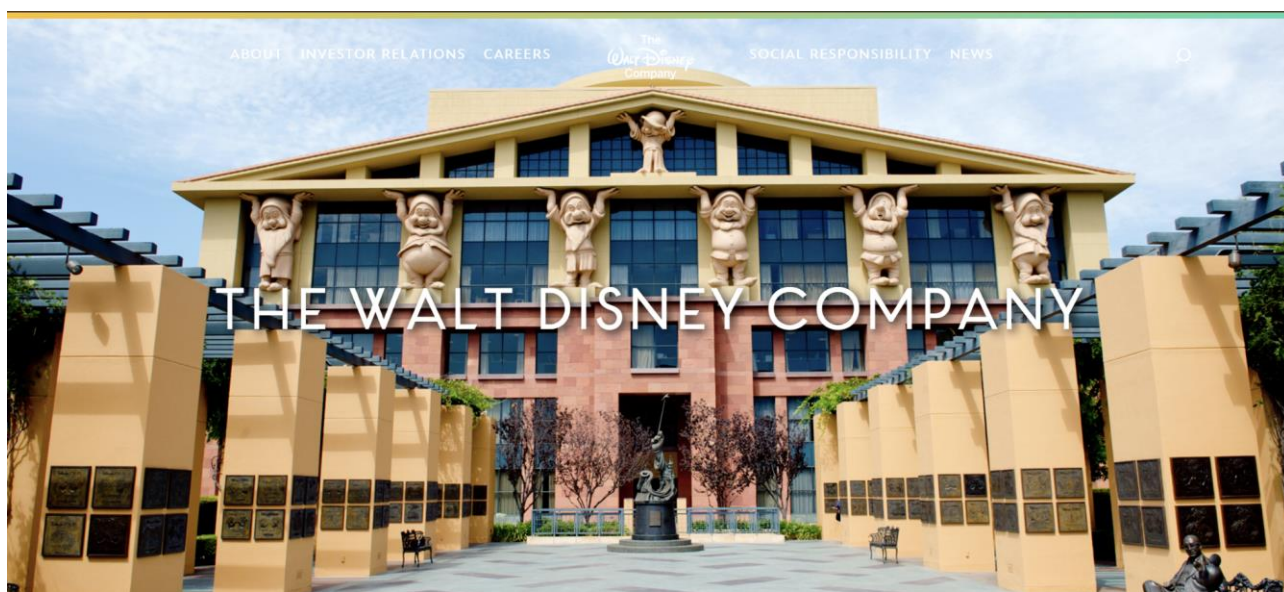 ABOUT INVESTOR RELATIONS CAREERS
The
Walt Disney
Company
SOCIAL RESPONSIBILITY NEWS
THE WALT DISNEY COMPANY